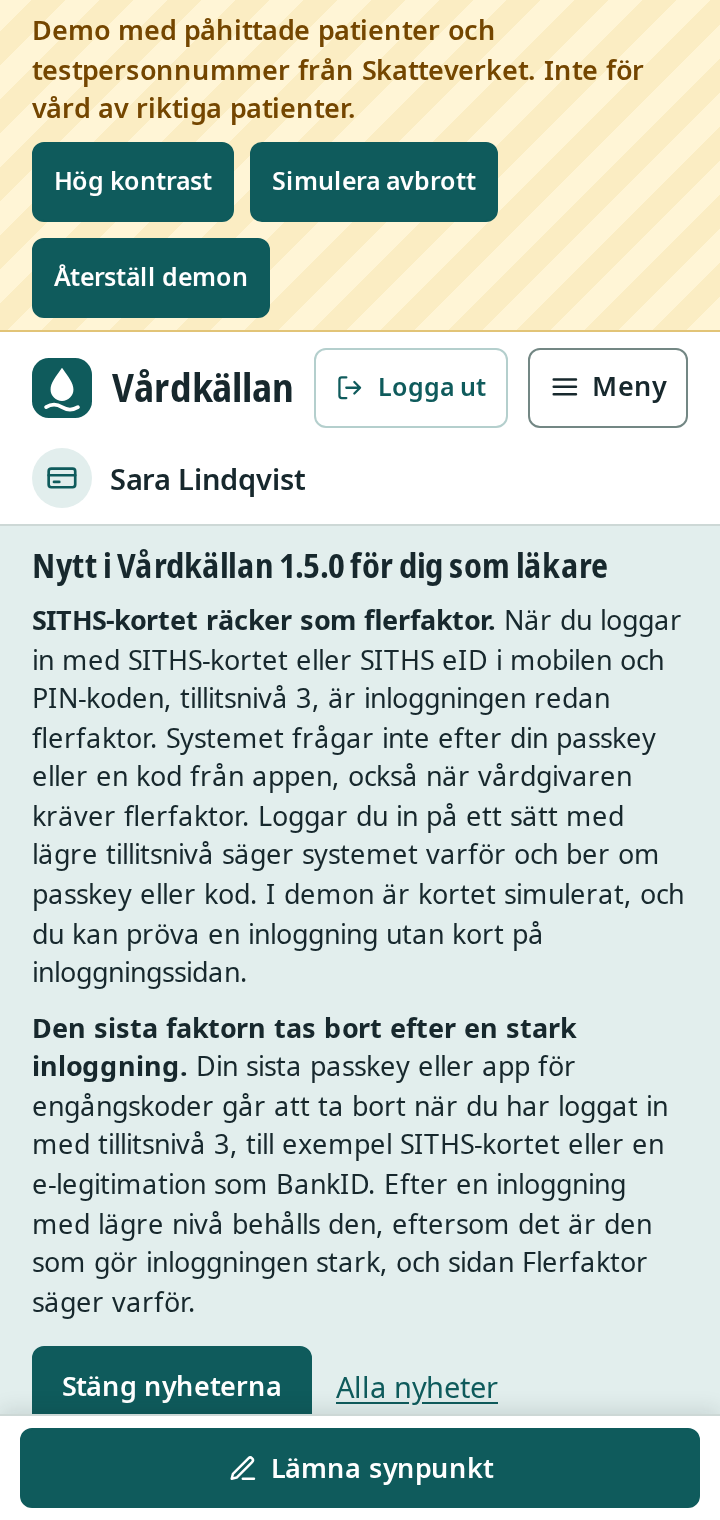 Demo med påhittade patienter och
testpersonnummer från Skatteverket. Inte för
vård av riktiga patienter.
Hög kontrast
Simulera avbrott
Återställ demon
Vårdkällan
Logga ut
Meny
Sara Lindqvist
Nytt i Vårdkällan 1.5.0 för dig som läkare
SITHS-kortet räcker som flerfaktor. När du loggar
in med SITHS-kortet eller SITHS eID i mobilen och
PIN-koden, tillitsnivå 3, är inloggningen redan
flerfaktor. Systemet frågar inte efter din passkey
eller en kod från appen, också när vårdgivaren
kräver flerfaktor. Loggar du in på ett sätt med
lägre tillitsnivå säger systemet varför och ber om
passkey eller kod. I demon är kortet simulerat, och
du kan pröva en inloggning utan kort på
inloggningssidan.
Den sista faktorn tas bort efter en stark
inloggning. Din sista passkey eller app för
engångskoder går att ta bort när du har loggat in
med tillitsnivå 3, till exempel SITHS-kortet eller en
e-legitimation som BankID. Efter en inloggning
med lägre nivå behålls den, eftersom det är den
som gör inloggningen stark, och sidan Flerfaktor
säger varför.
Stäng nyheterna
Alla nyheter
Lämna synpunkt